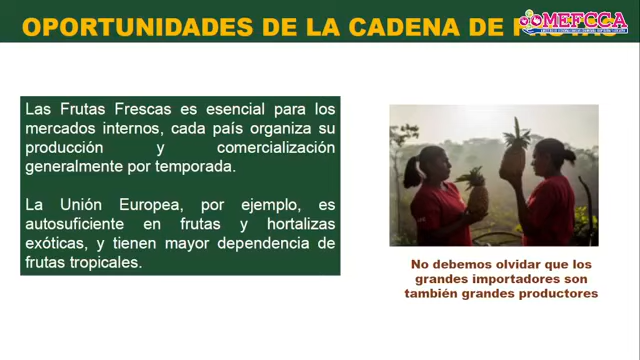 OPORTUNIDADES DE LA CADENA DE FRUTAS
MEFCCA
Las Frutas Frescas es esencial para los
mercados internos, cada país organiza su
producción y comercialización
generalmente por temporada.
La Unión Europea, por ejemplo, es
autosuficiente en frutas y hortalizas
exóticas, y tienen mayor dependencia de
frutas tropicales.
No debemos olvidar que los
grandes importadores son
también grandes productores